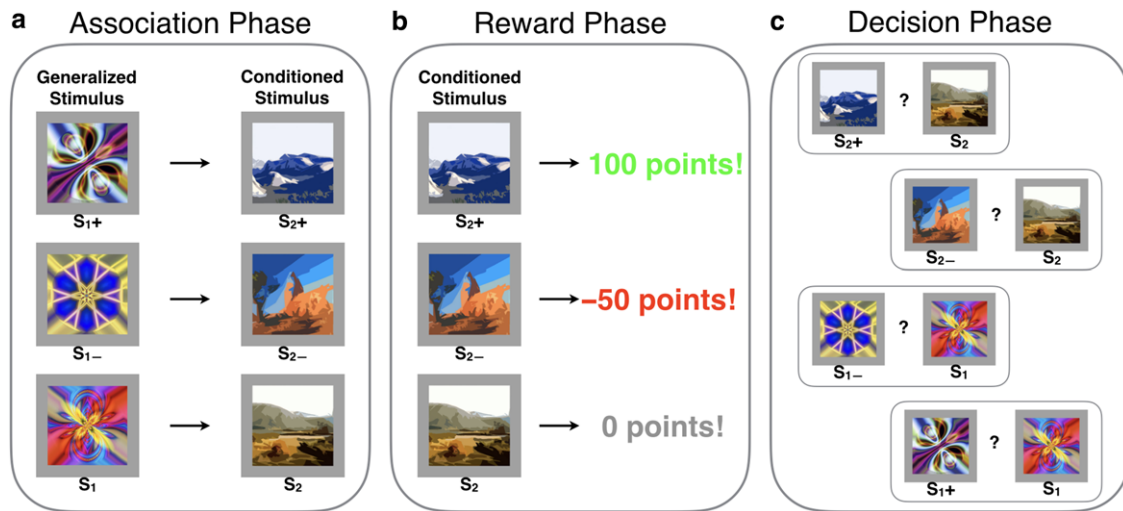 a Association Phase
Generalized Stimulus
Conditioned Stimulus
S₁+
S₂+
S₁–
S₂–
S₁
S₂
b Reward Phase
Conditioned Stimulus
S₂+
100 points!
S₂–
–50 points!
S₂
0 points!
c Decision Phase
?
S₂+ S₂
?
S₂– S₂
?
S₁– S₁
?
S₁+ S₁